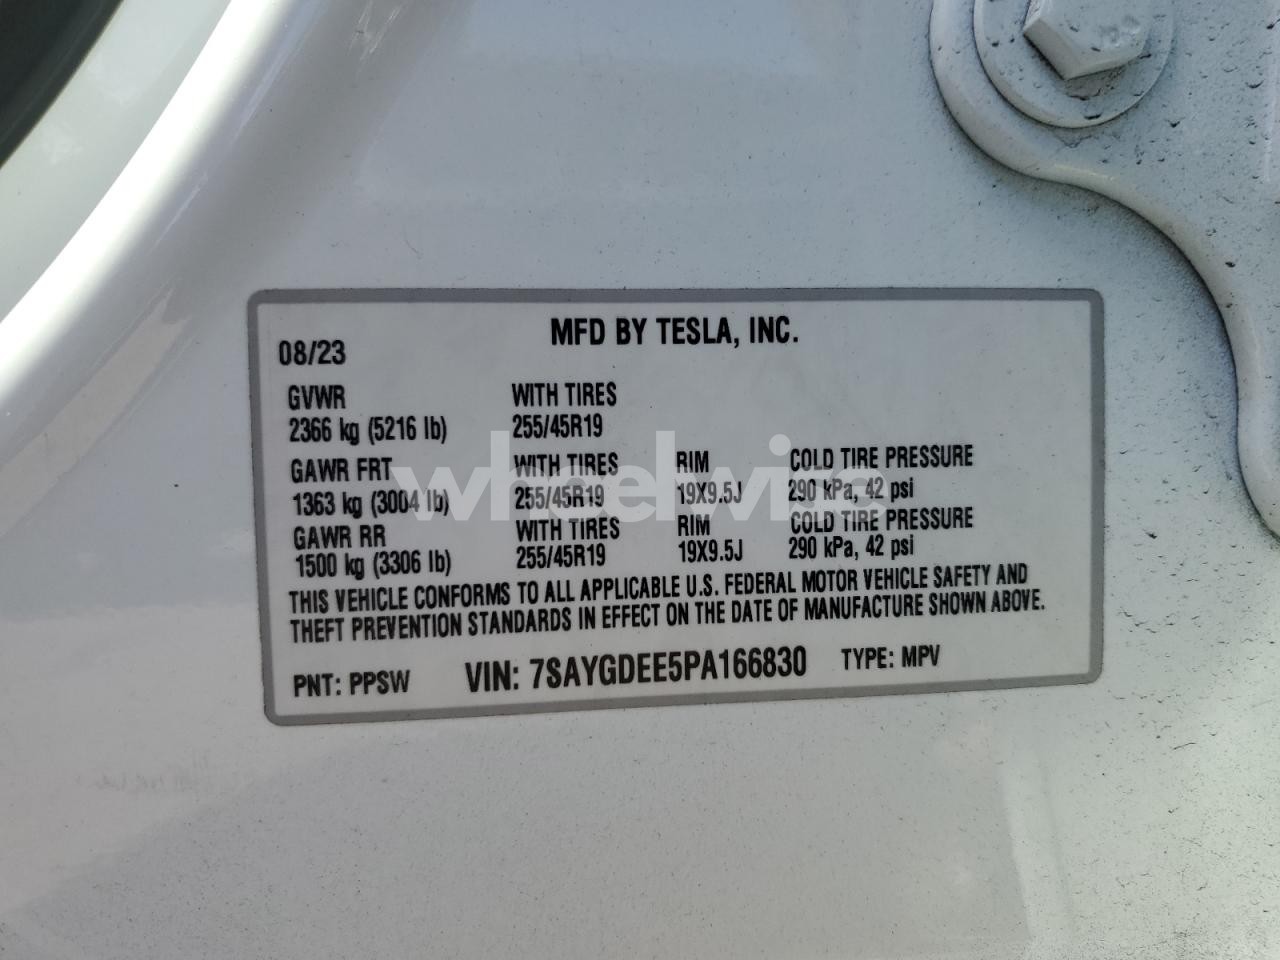 MFD BY TESLA, INC.
08/23
GVWR WITH TIRES
2366 kg (5216 lb) 255/45R19
GAWR FRT WITH TIRES RIM COLD TIRE PRESSURE
1363 kg (3004 lb) 255/45R19 19X9.5J 290 kPa, 42 psi
GAWR RR WITH TIRES RIM COLD TIRE PRESSURE
1500 kg (3306 lb) 255/45R19 19X9.5J 290 kPa, 42 psi
THIS VEHICLE CONFORMS TO ALL APPLICABLE U.S. FEDERAL MOTOR VEHICLE SAFETY AND
THEFT PREVENTION STANDARDS IN EFFECT ON THE DATE OF MANUFACTURE SHOWN ABOVE.
PNT: PPSW VIN: 7SAYGDEE5PA166830 TYPE: MPV
wheelwise